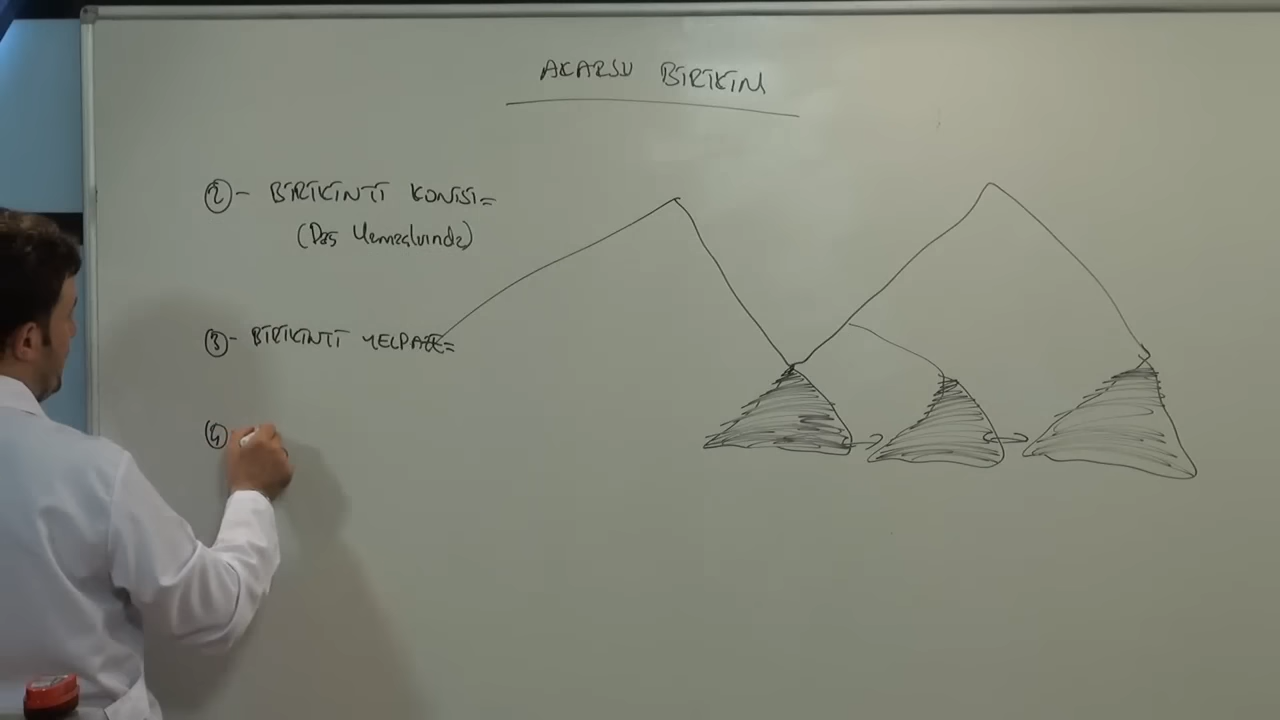 AKARSU BİRİKİM
② - BİRİKİNTİ KONİSİ =
(Dağ Yamaçlarında)
③ - BİRİKİNTİ YELPAZE =
④